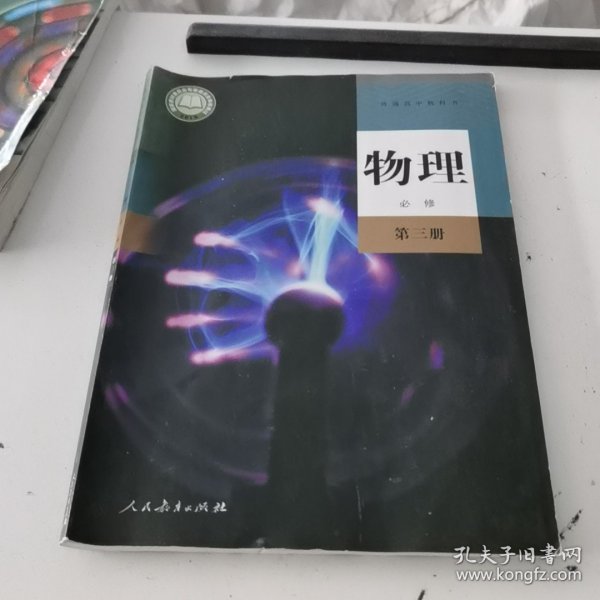 普通高中教科书
物理
必修
第三册
人民教育出版社
孔夫子旧书网
www.kongfz.com